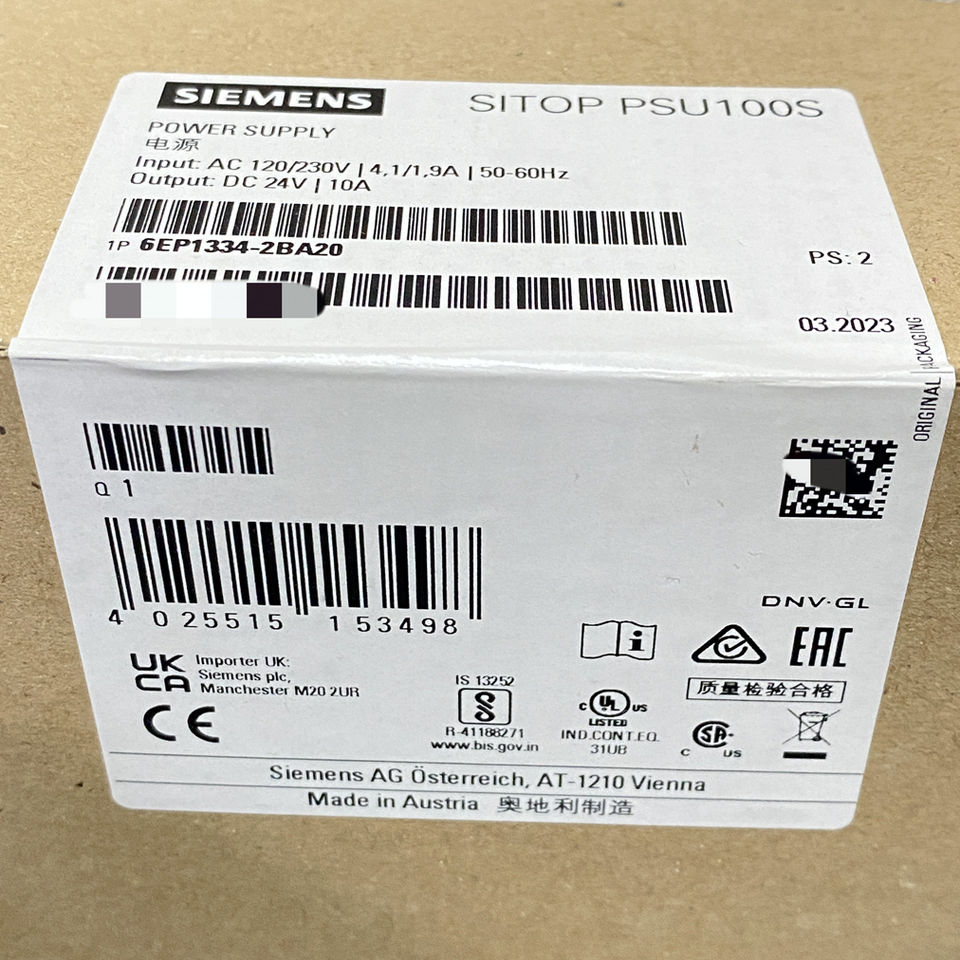 SIEMENS
SITOP PSU100S
POWER SUPPLY
电源
Input: AC 120/230V | 4,1/1,9A | 50-60Hz
Output: DC 24V | 10A
1P 6EP1334-2BA20
PS: 2
03.2023
ORIGINAL PACKAGING
Q 1
4 025515 153498
DNV·GL
UK
CA
Importer UK:
Siemens plc,
Manchester M20 2UR
CE
IS 13252
R-41188271
www.bis.gov.in
i
C UL US
LISTED
IND.CONT.EQ.
31UB
EAC
质量检验合格
C SA US
Siemens AG Österreich, AT-1210 Vienna
Made in Austria 奥地利制造